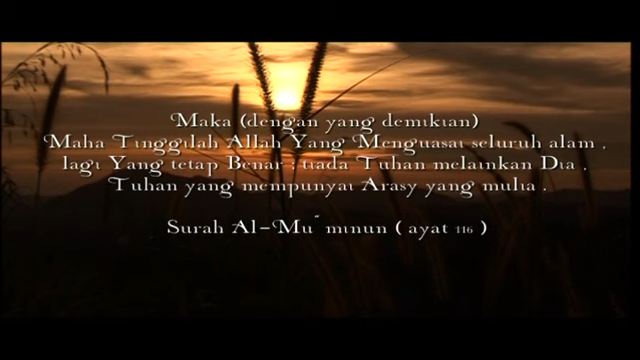 Maka (dengan yang demikian)
Maha Tinggilah Allah Yang Menguasai seluruh alam ,
lagi Yang tetap Benar ; tiada Tuhan melainkan Dia ,
Tuhan yang mempunyai Arasy yang mulia .
Surah Al-Mu"minun ( ayat 116 )